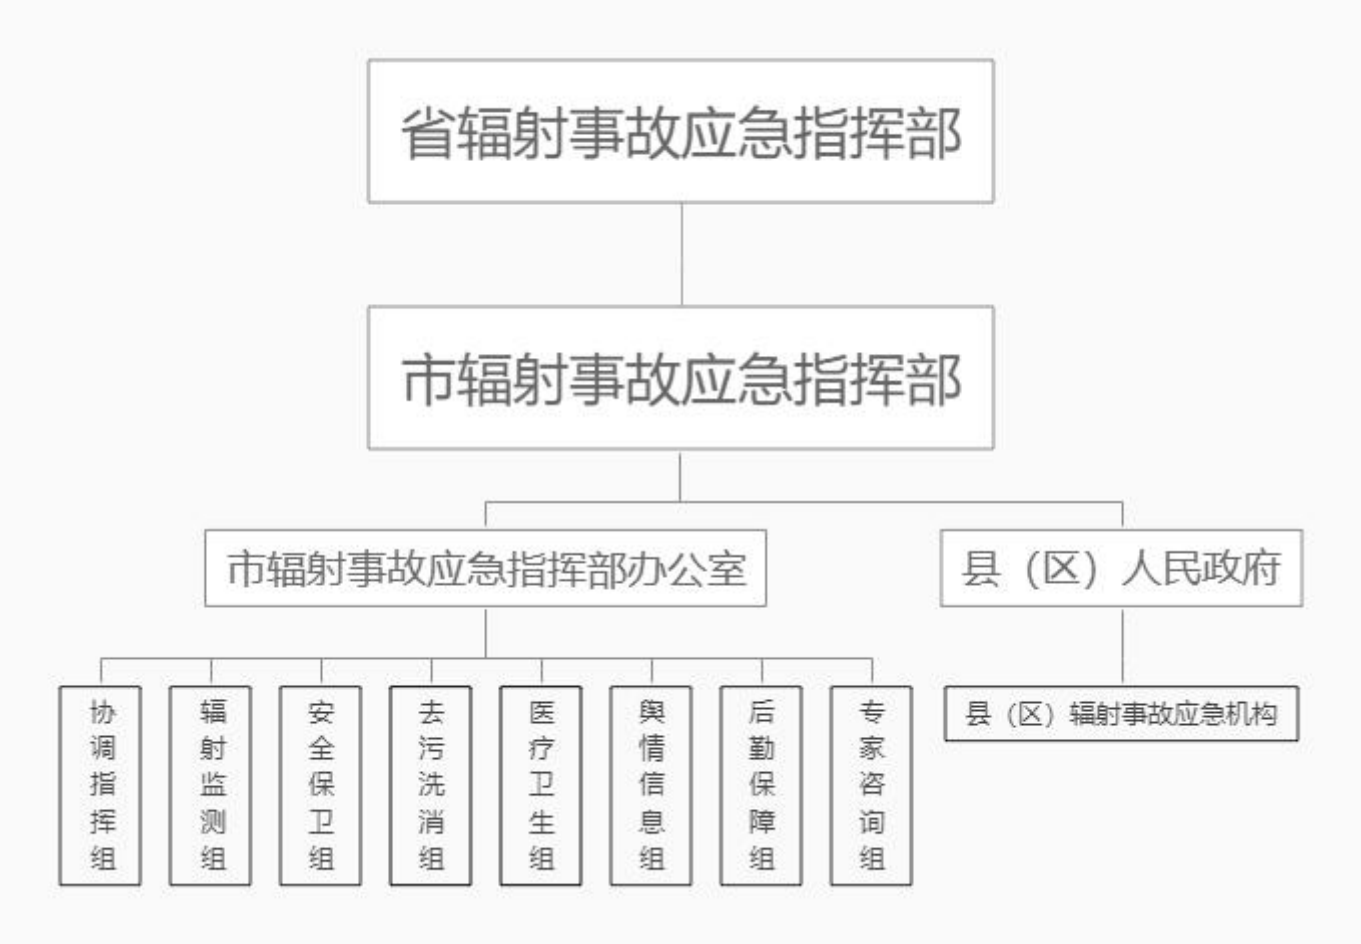 省辐射事故应急指挥部
市辐射事故应急指挥部
市辐射事故应急指挥部办公室
县（区）人民政府
协调指挥组
辐射监测组
安全保卫组
去污洗消组
医疗卫生组
舆情信息组
后勤保障组
专家咨询组
县（区）辐射事故应急机构